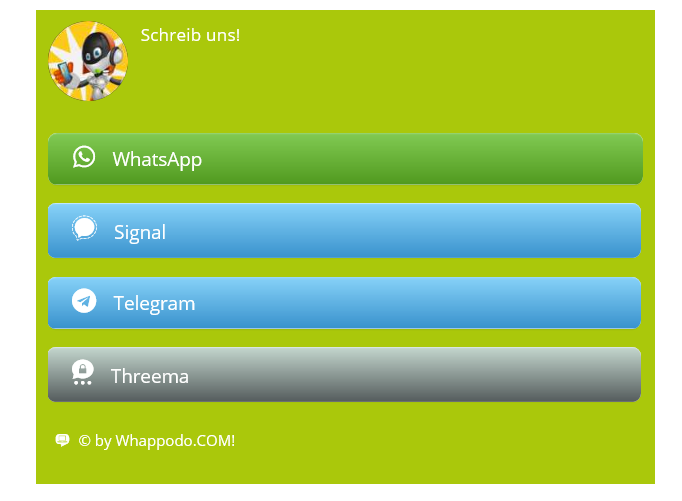 Schreib uns!
WhatsApp
Signal
Telegram
Threema
© by Whappodo.COM!